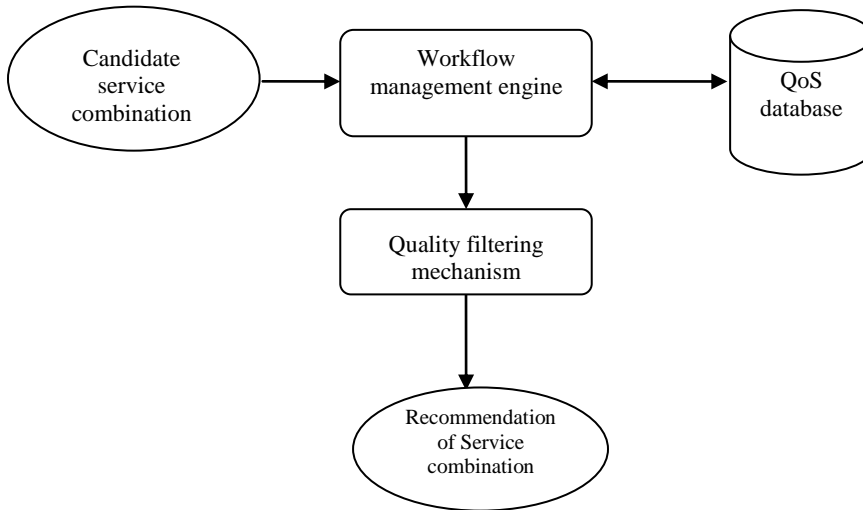 Candidate
service
combination
Workflow
management engine
QoS
database
Quality filtering
mechanism
Recommendation
of Service
combination